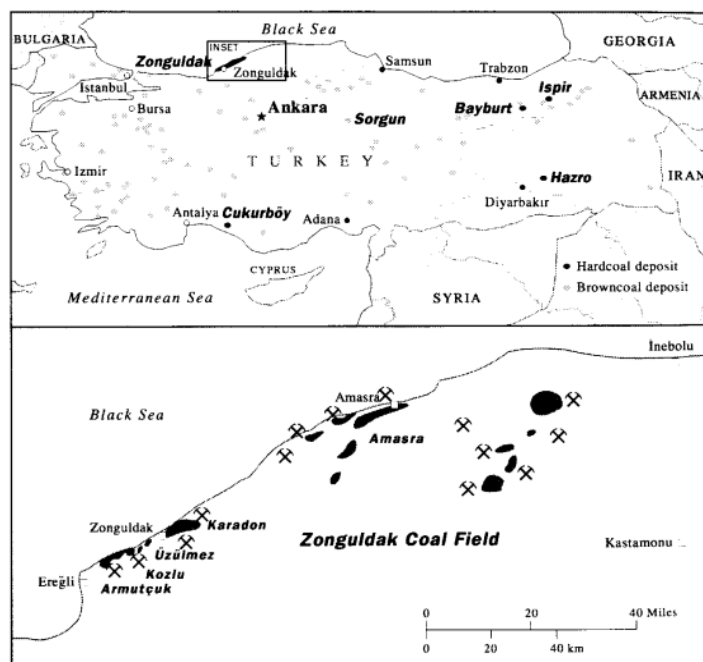 Black Sea
BULGARIA
INSET
GEORGIA
Zonguldak
Zonguldak
Samsun
Trabzon
Istanbul
Ispir
ARMENIA
Bursa
Ankara
Bayburt
Sorgun
TURKEY
IRAN
Izmir
Hazro
Diyarbakır
Antalya
Cukurböy
Adana
Hardcoal deposit
CYPRUS
Browncoal deposit
Mediterranean Sea
SYRIA
İnebolu
Amasra
Black Sea
Amasra
Zonguldak
Karadon
Zonguldak Coal Field
Kastamonu
Üzülmez
Kozlu
Ereğli
Armutçuk
0 20 40 Miles
0 20 40 km